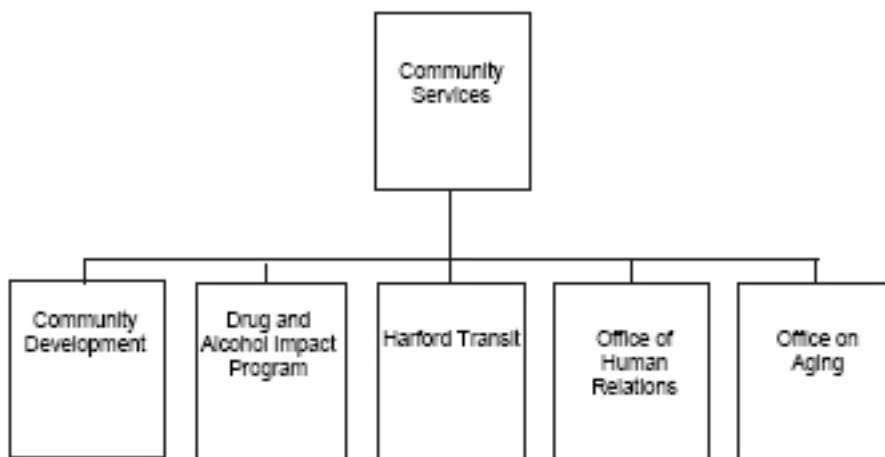 Community
Services
Community
Development
Drug and
Alcohol Impact
Program
Harford Transit
Office of
Human
Relations
Office on
Aging